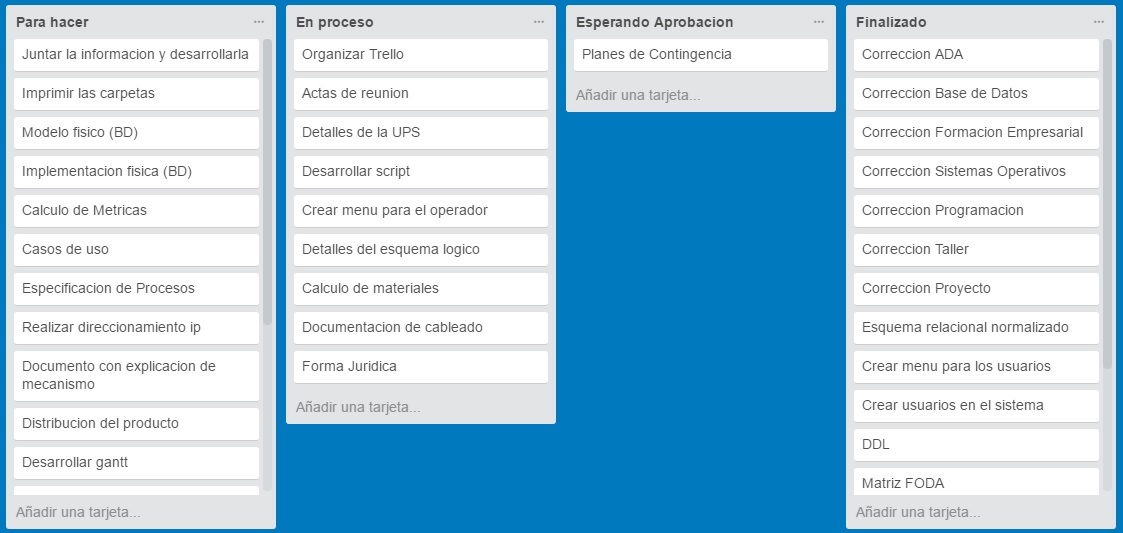 Para hacer
Juntar la informacion y desarrollarla
Imprimir las carpetas
Modelo fisico (BD)
Implementacion fisica (BD)
Calculo de Metricas
Casos de uso
Especificacion de Procesos
Realizar direccionamiento ip
Documento con explicacion de
mecanismo
Distribucion del producto
Desarrollar gantt
Añadir una tarjeta...
En proceso
Organizar Trello
Actas de reunion
Detalles de la UPS
Desarrollar script
Crear menu para el operador
Detalles del esquema logico
Calculo de materiales
Documentacion de cableado
Forma Juridica
Añadir una tarjeta...
Esperando Aprobacion
Planes de Contingencia
Añadir una tarjeta...
Finalizado
Correccion ADA
Correccion Base de Datos
Correccion Formacion Empresarial
Correccion Sistemas Operativos
Correccion Programacion
Correccion Taller
Correccion Proyecto
Esquema relacional normalizado
Crear menu para los usuarios
Crear usuarios en el sistema
DDL
Matriz FODA
Añadir una tarjeta...